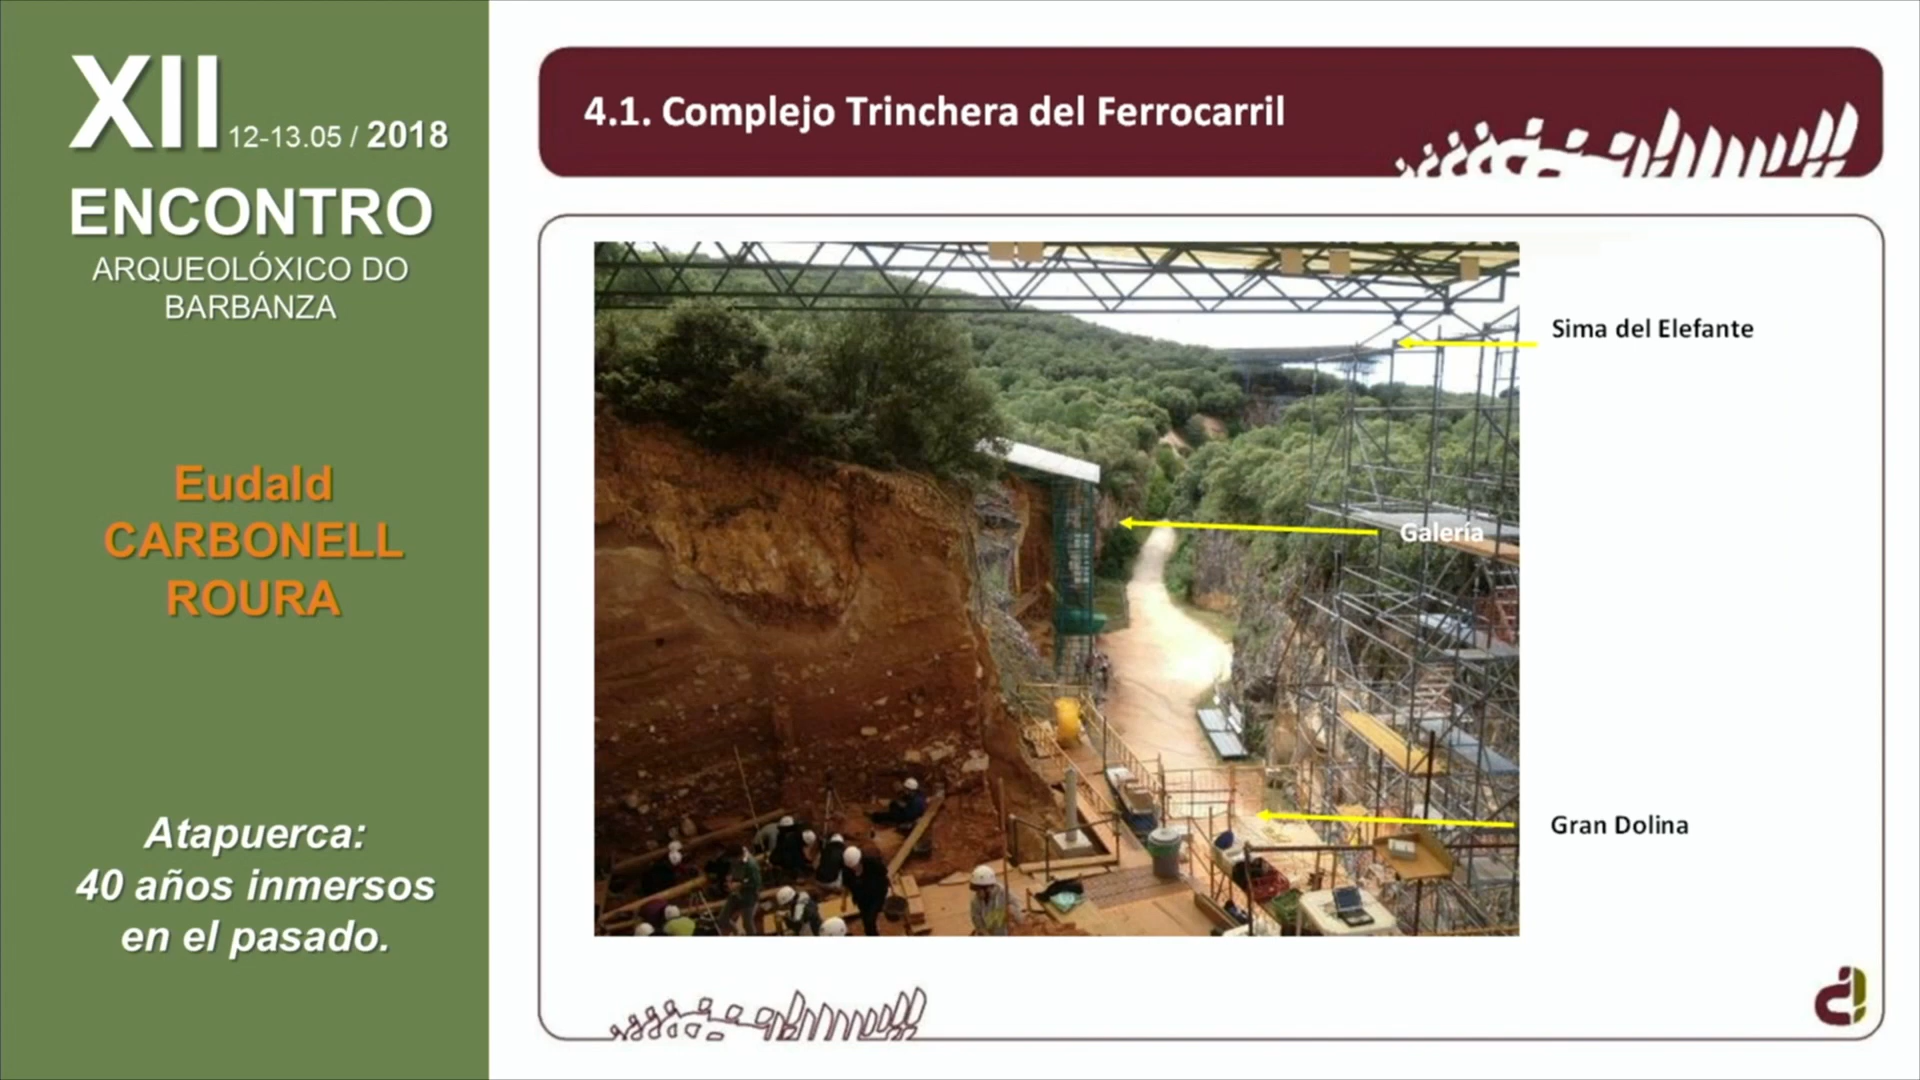 XII 12-13.05 / 2018
ENCONTRO
ARQUEOLÓXICO DO
BARBANZA
Eudald
CARBONELL
ROURA
Atapuerca:
40 años inmersos
en el pasado.
4.1. Complejo Trinchera del Ferrocarril
Sima del Elefante
Galería
Gran Dolina